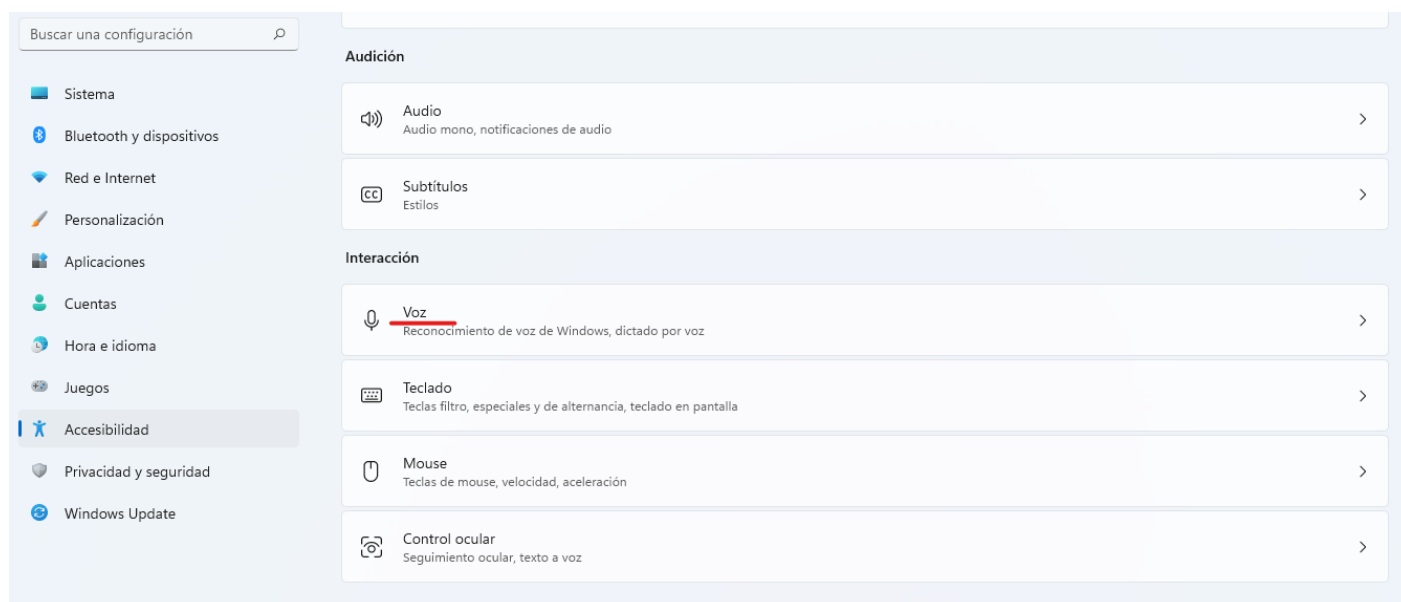 Buscar una configuración
Sistema
Bluetooth y dispositivos
Red e Internet
Personalización
Aplicaciones
Cuentas
Hora e idioma
Juegos
Accesibilidad
Privacidad y seguridad
Windows Update
Audición
Audio
Audio mono, notificaciones de audio
CC
Subtítulos
Estilos
Interacción
Voz
Reconocimiento de voz de Windows, dictado por voz
Teclado
Teclas filtro, especiales y de alternancia, teclado en pantalla
Mouse
Teclas de mouse, velocidad, aceleración
Control ocular
Seguimiento ocular, texto a voz